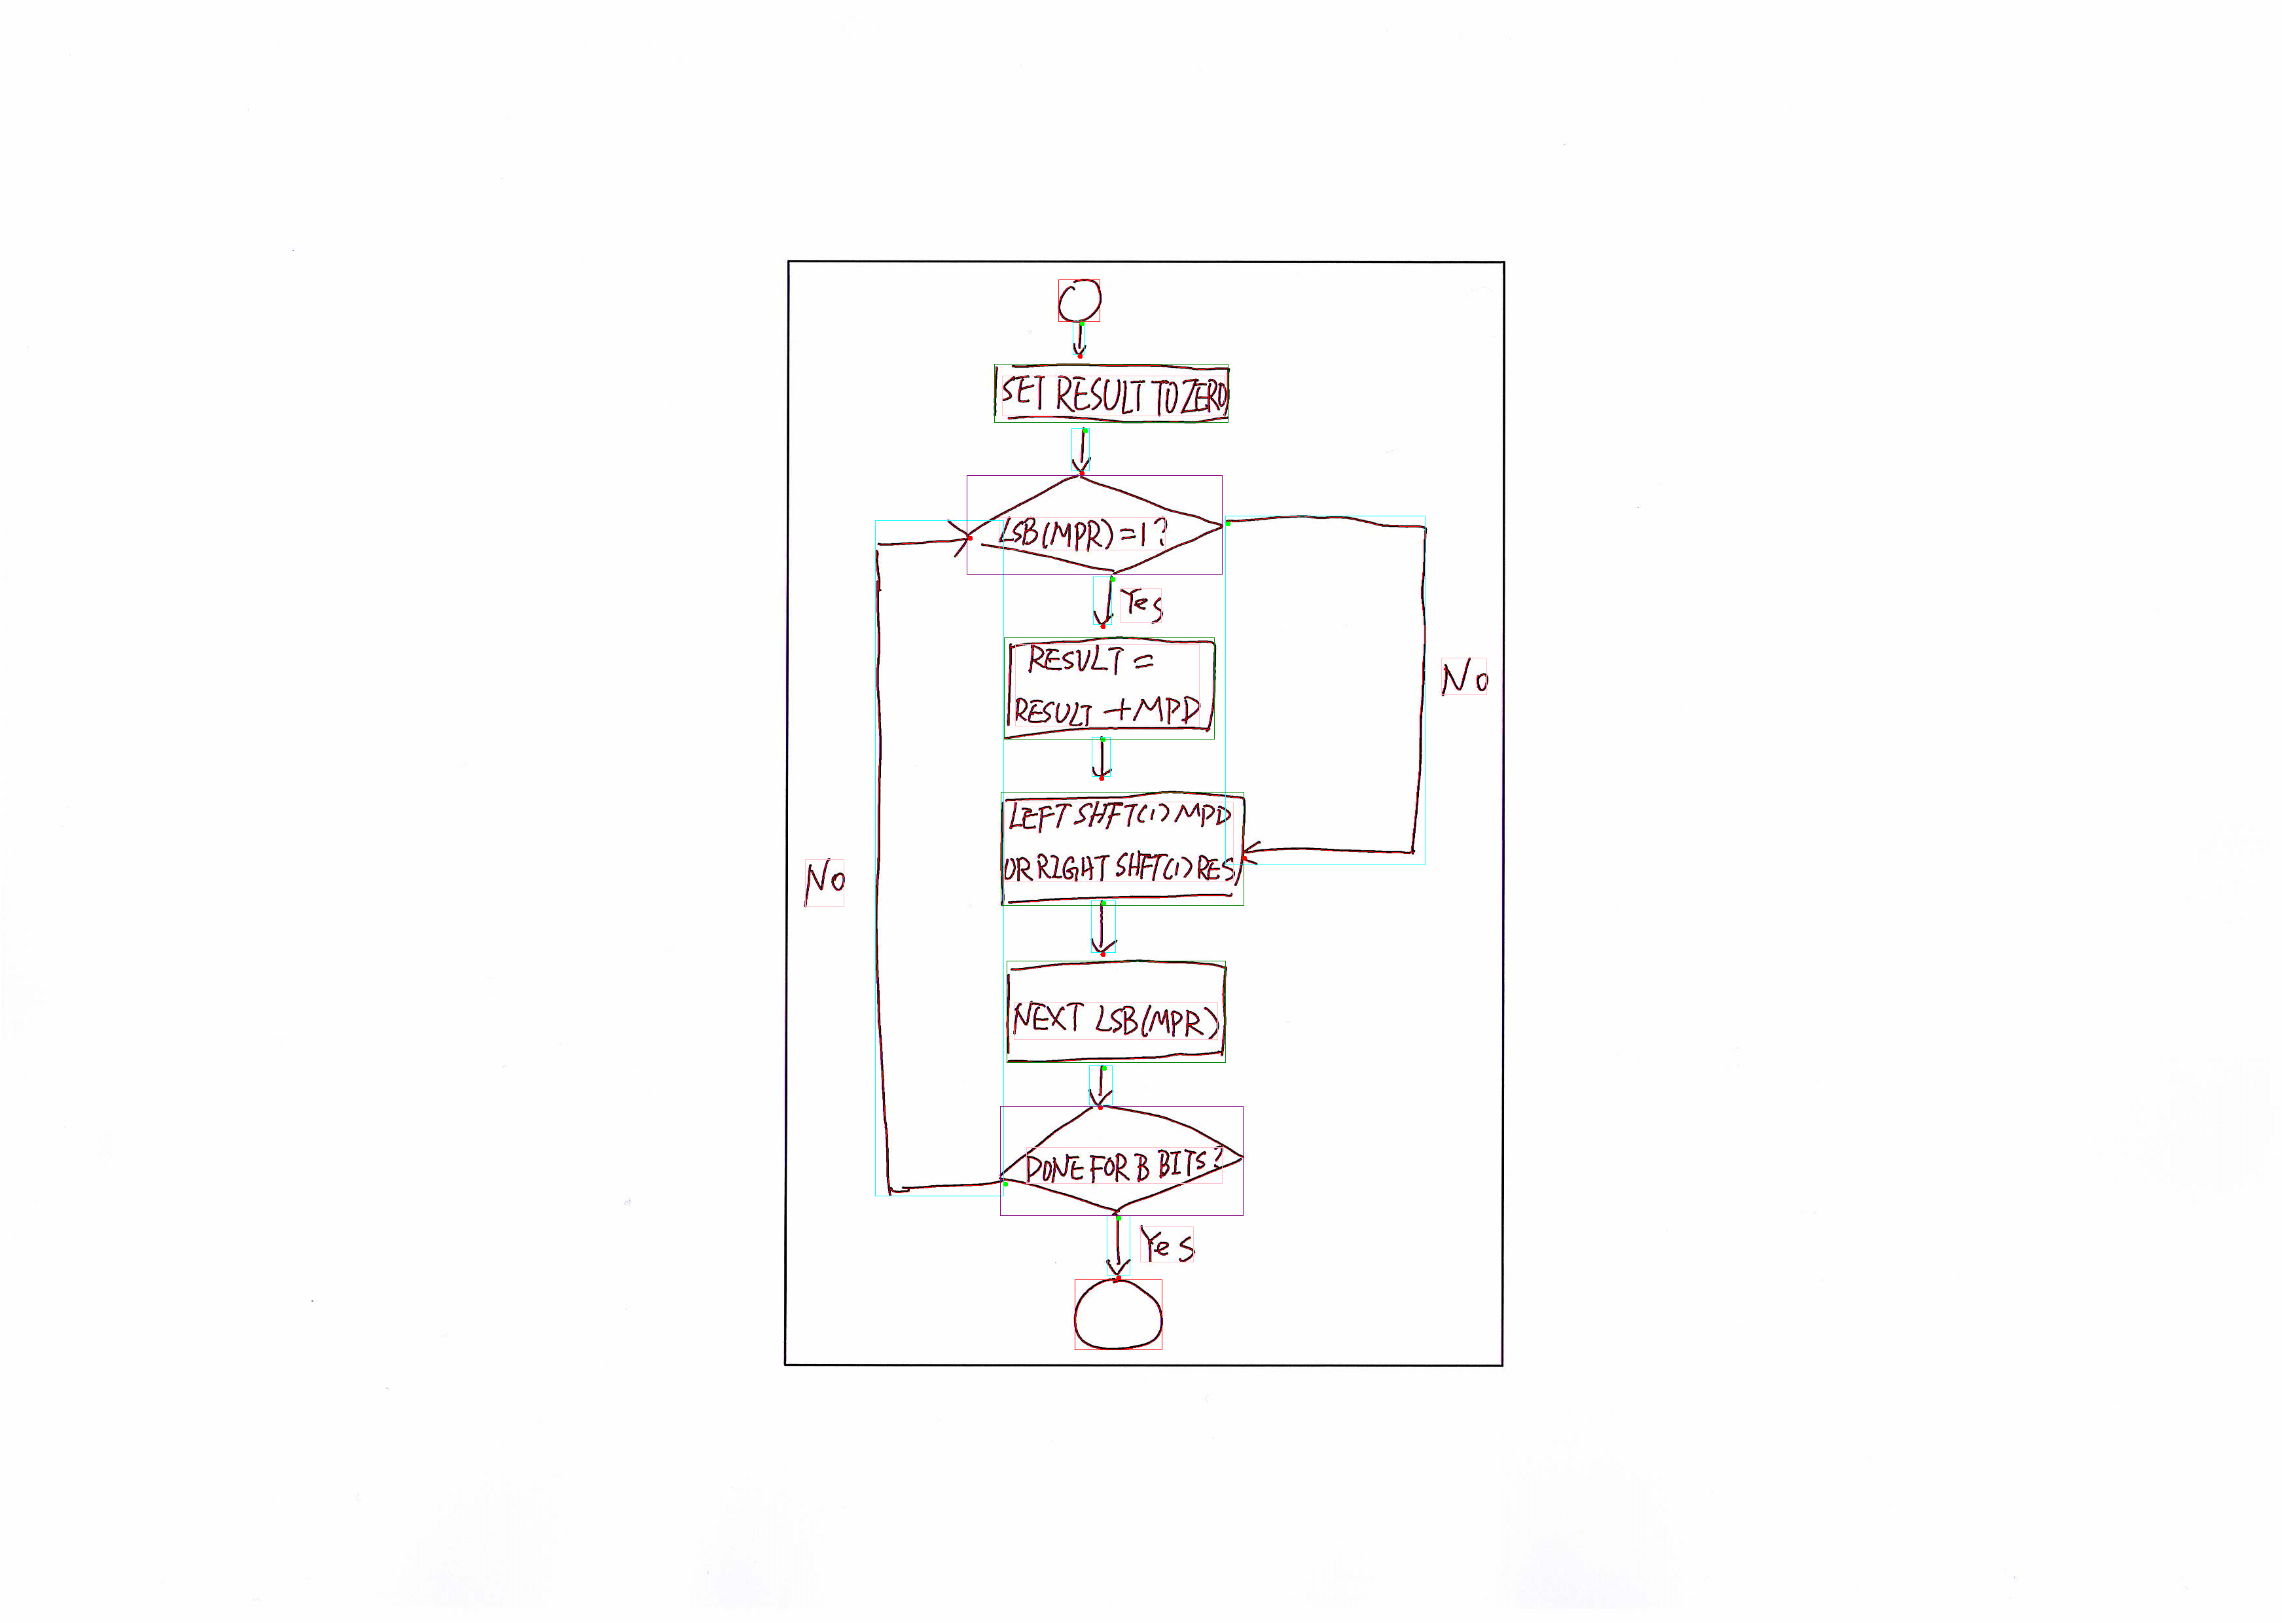 SET RESULT TO ZERO
LSB(MPR)=1?
Yes
RESULT =
RESULT +MPD
No
LEFT SHFT(1) MPD
OR RIGHT SHFT(1) RES
No
NEXT LSB(MPR)
DONE FOR B BITS?
Yes